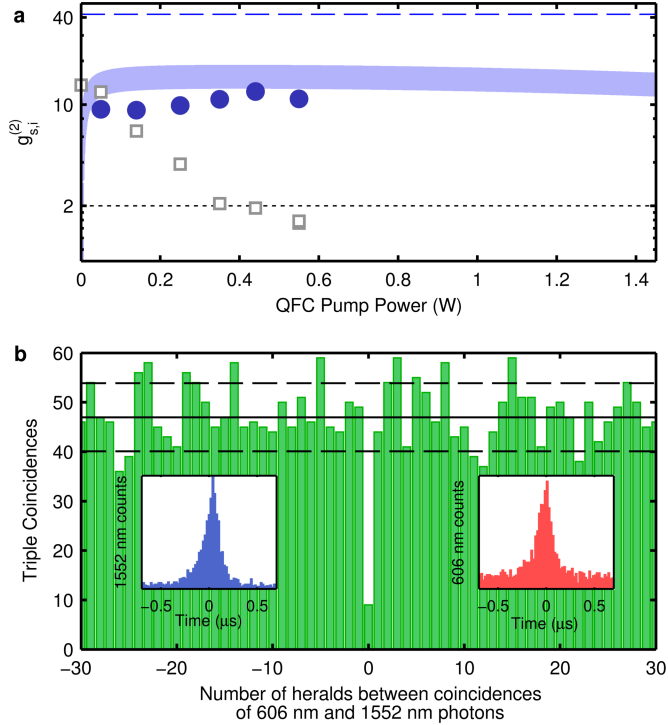 a
40
10
2
g_{s,i}^{(2)}
0 0.2 0.4 0.6 0.8 1 1.2 1.4
QFC Pump Power (W)
b
60
50
40
30
20
10
0
Triple Coincidences
1552 nm counts
−0.5 0 0.5
Time (μs)
606 nm counts
−0.5 0 0.5
Time (μs)
−30 −20 −10 0 10 20 30
Number of heralds between coincidences
of 606 nm and 1552 nm photons